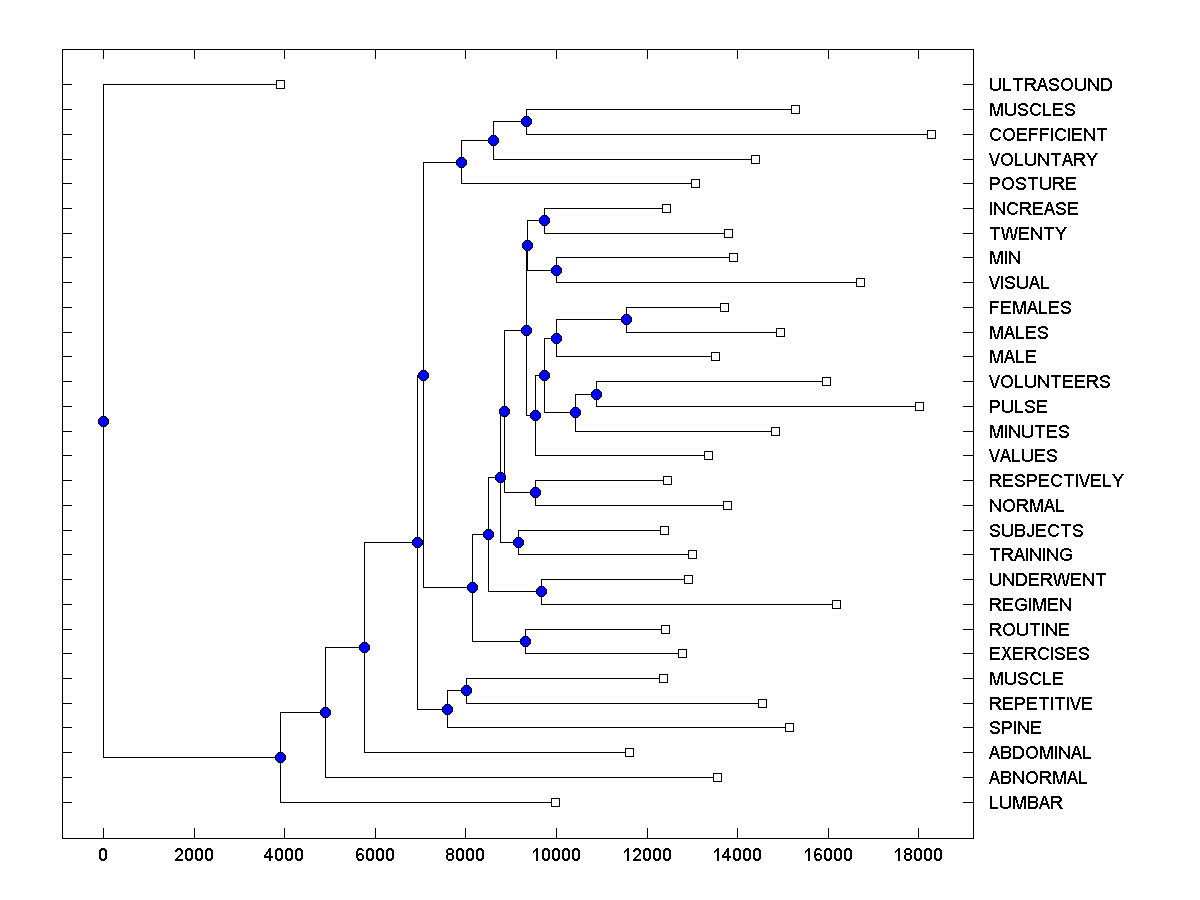 ULTRASOUND
MUSCLES
COEFFICIENT
VOLUNTARY
POSTURE
INCREASE
TWENTY
MIN
VISUAL
FEMALES
MALES
MALE
VOLUNTEERS
PULSE
MINUTES
VALUES
RESPECTIVELY
NORMAL
SUBJECTS
TRAINING
UNDERWENT
REGIMEN
ROUTINE
EXERCISES
MUSCLE
REPETITIVE
SPINE
ABDOMINAL
ABNORMAL
LUMBAR
0 2000 4000 6000 8000 10000 12000 14000 16000 18000